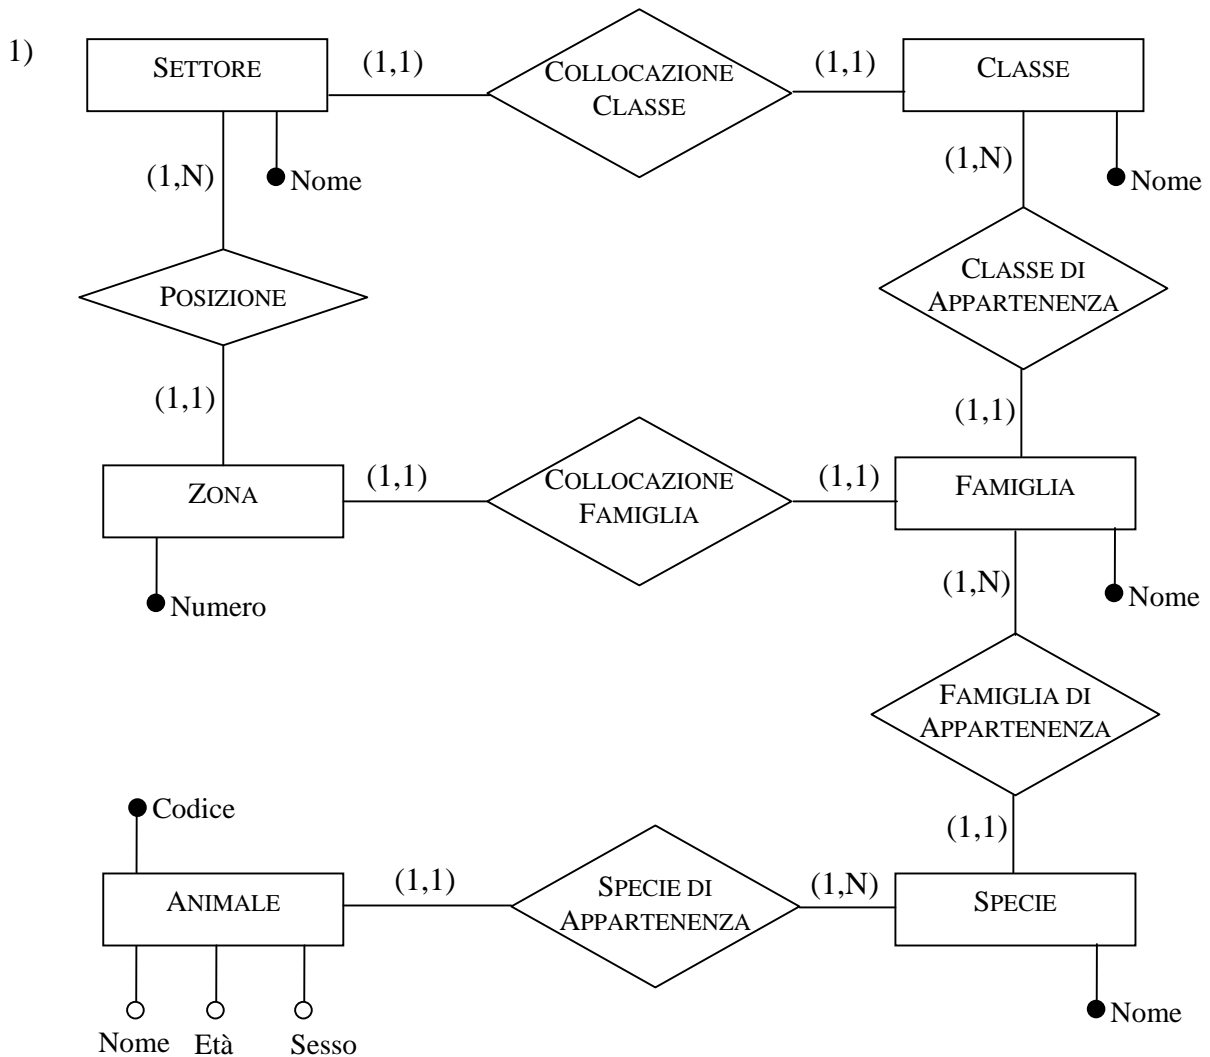 1)
SETTORE
(1,1)
COLLOCAZIONE
CLASSE
(1,1)
CLASSE
(1,N)
Nome
(1,N)
Nome
POSIZIONE
CLASSE DI
APPARTENENZA
(1,1)
(1,1)
ZONA
(1,1)
COLLOCAZIONE
FAMIGLIA
(1,1)
FAMIGLIA
Numero
(1,N)
Nome
FAMIGLIA DI
APPARTENENZA
Codice
(1,1)
ANIMALE
(1,1)
SPECIE DI
APPARTENENZA
(1,N)
SPECIE
Nome
Età
Sesso
Nome